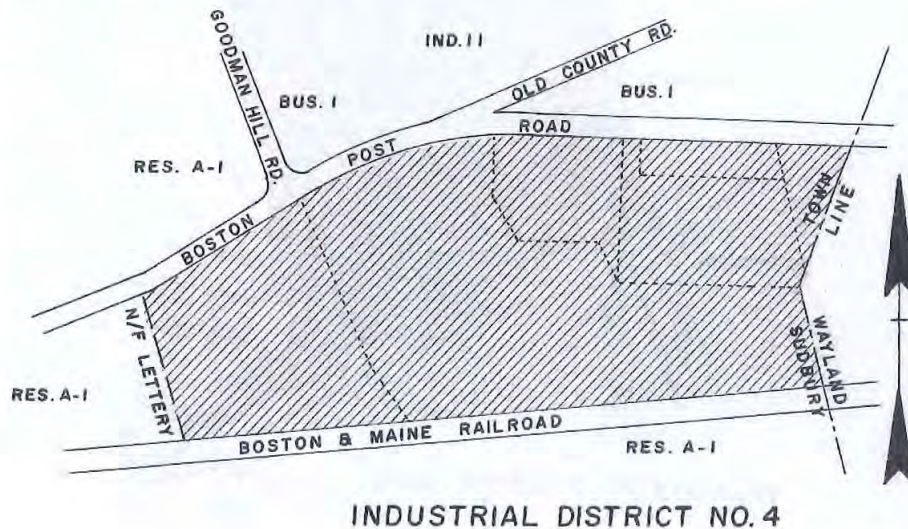 GOODMAN HILL RD.
IND. II
OLD COUNTY RD.
BUS. I
BUS. I
BOSTON POST ROAD
RES. A-I
TOWN LINE
N/F LETTERY
WAYLAND
SUDBURY
RES. A-I
BOSTON & MAINE RAILROAD
RES. A-I
INDUSTRIAL DISTRICT NO. 4